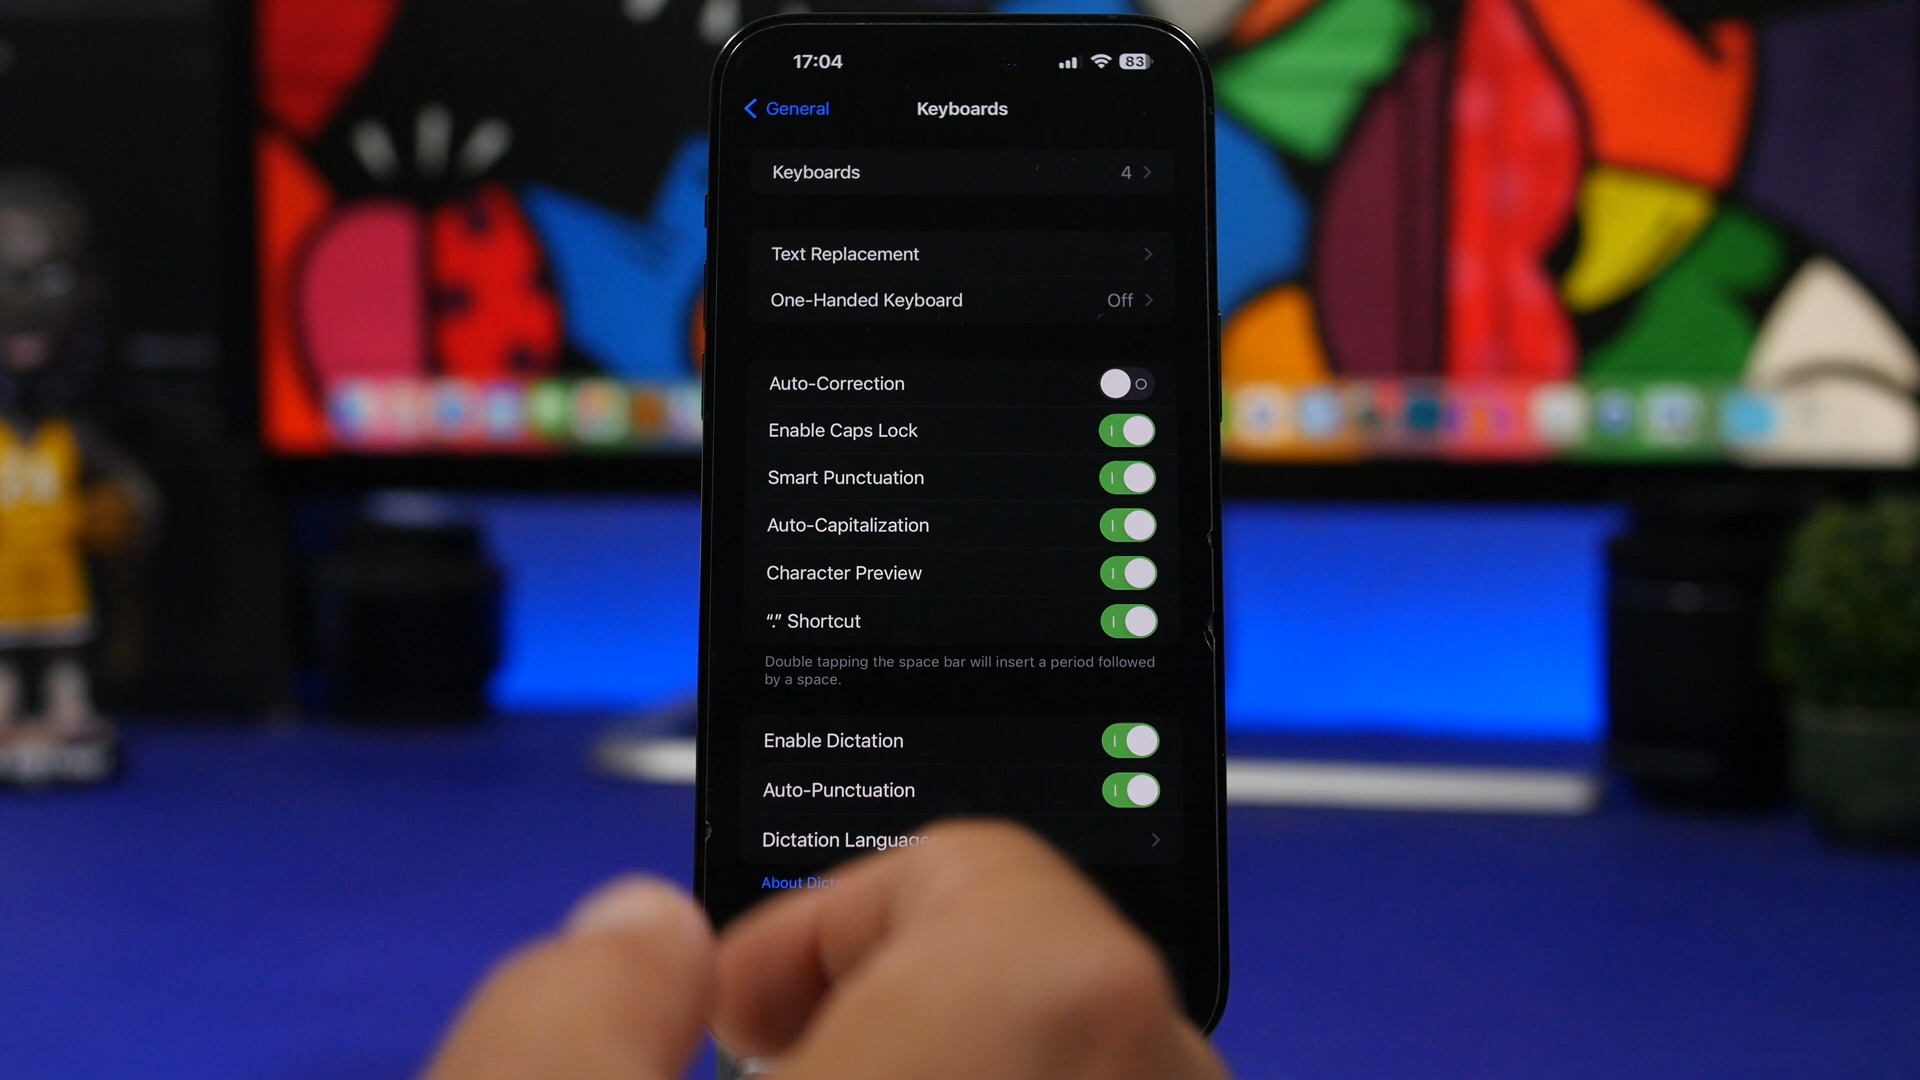 17:04
83
General
Keyboards
Keyboards 4
Text Replacement
One-Handed Keyboard Off
Auto-Correction
Enable Caps Lock
Smart Punctuation
Auto-Capitalization
Character Preview
“.” Shortcut
Double tapping the space bar will insert a period followed
by a space.
Enable Dictation
Auto-Punctuation
Dictation
About